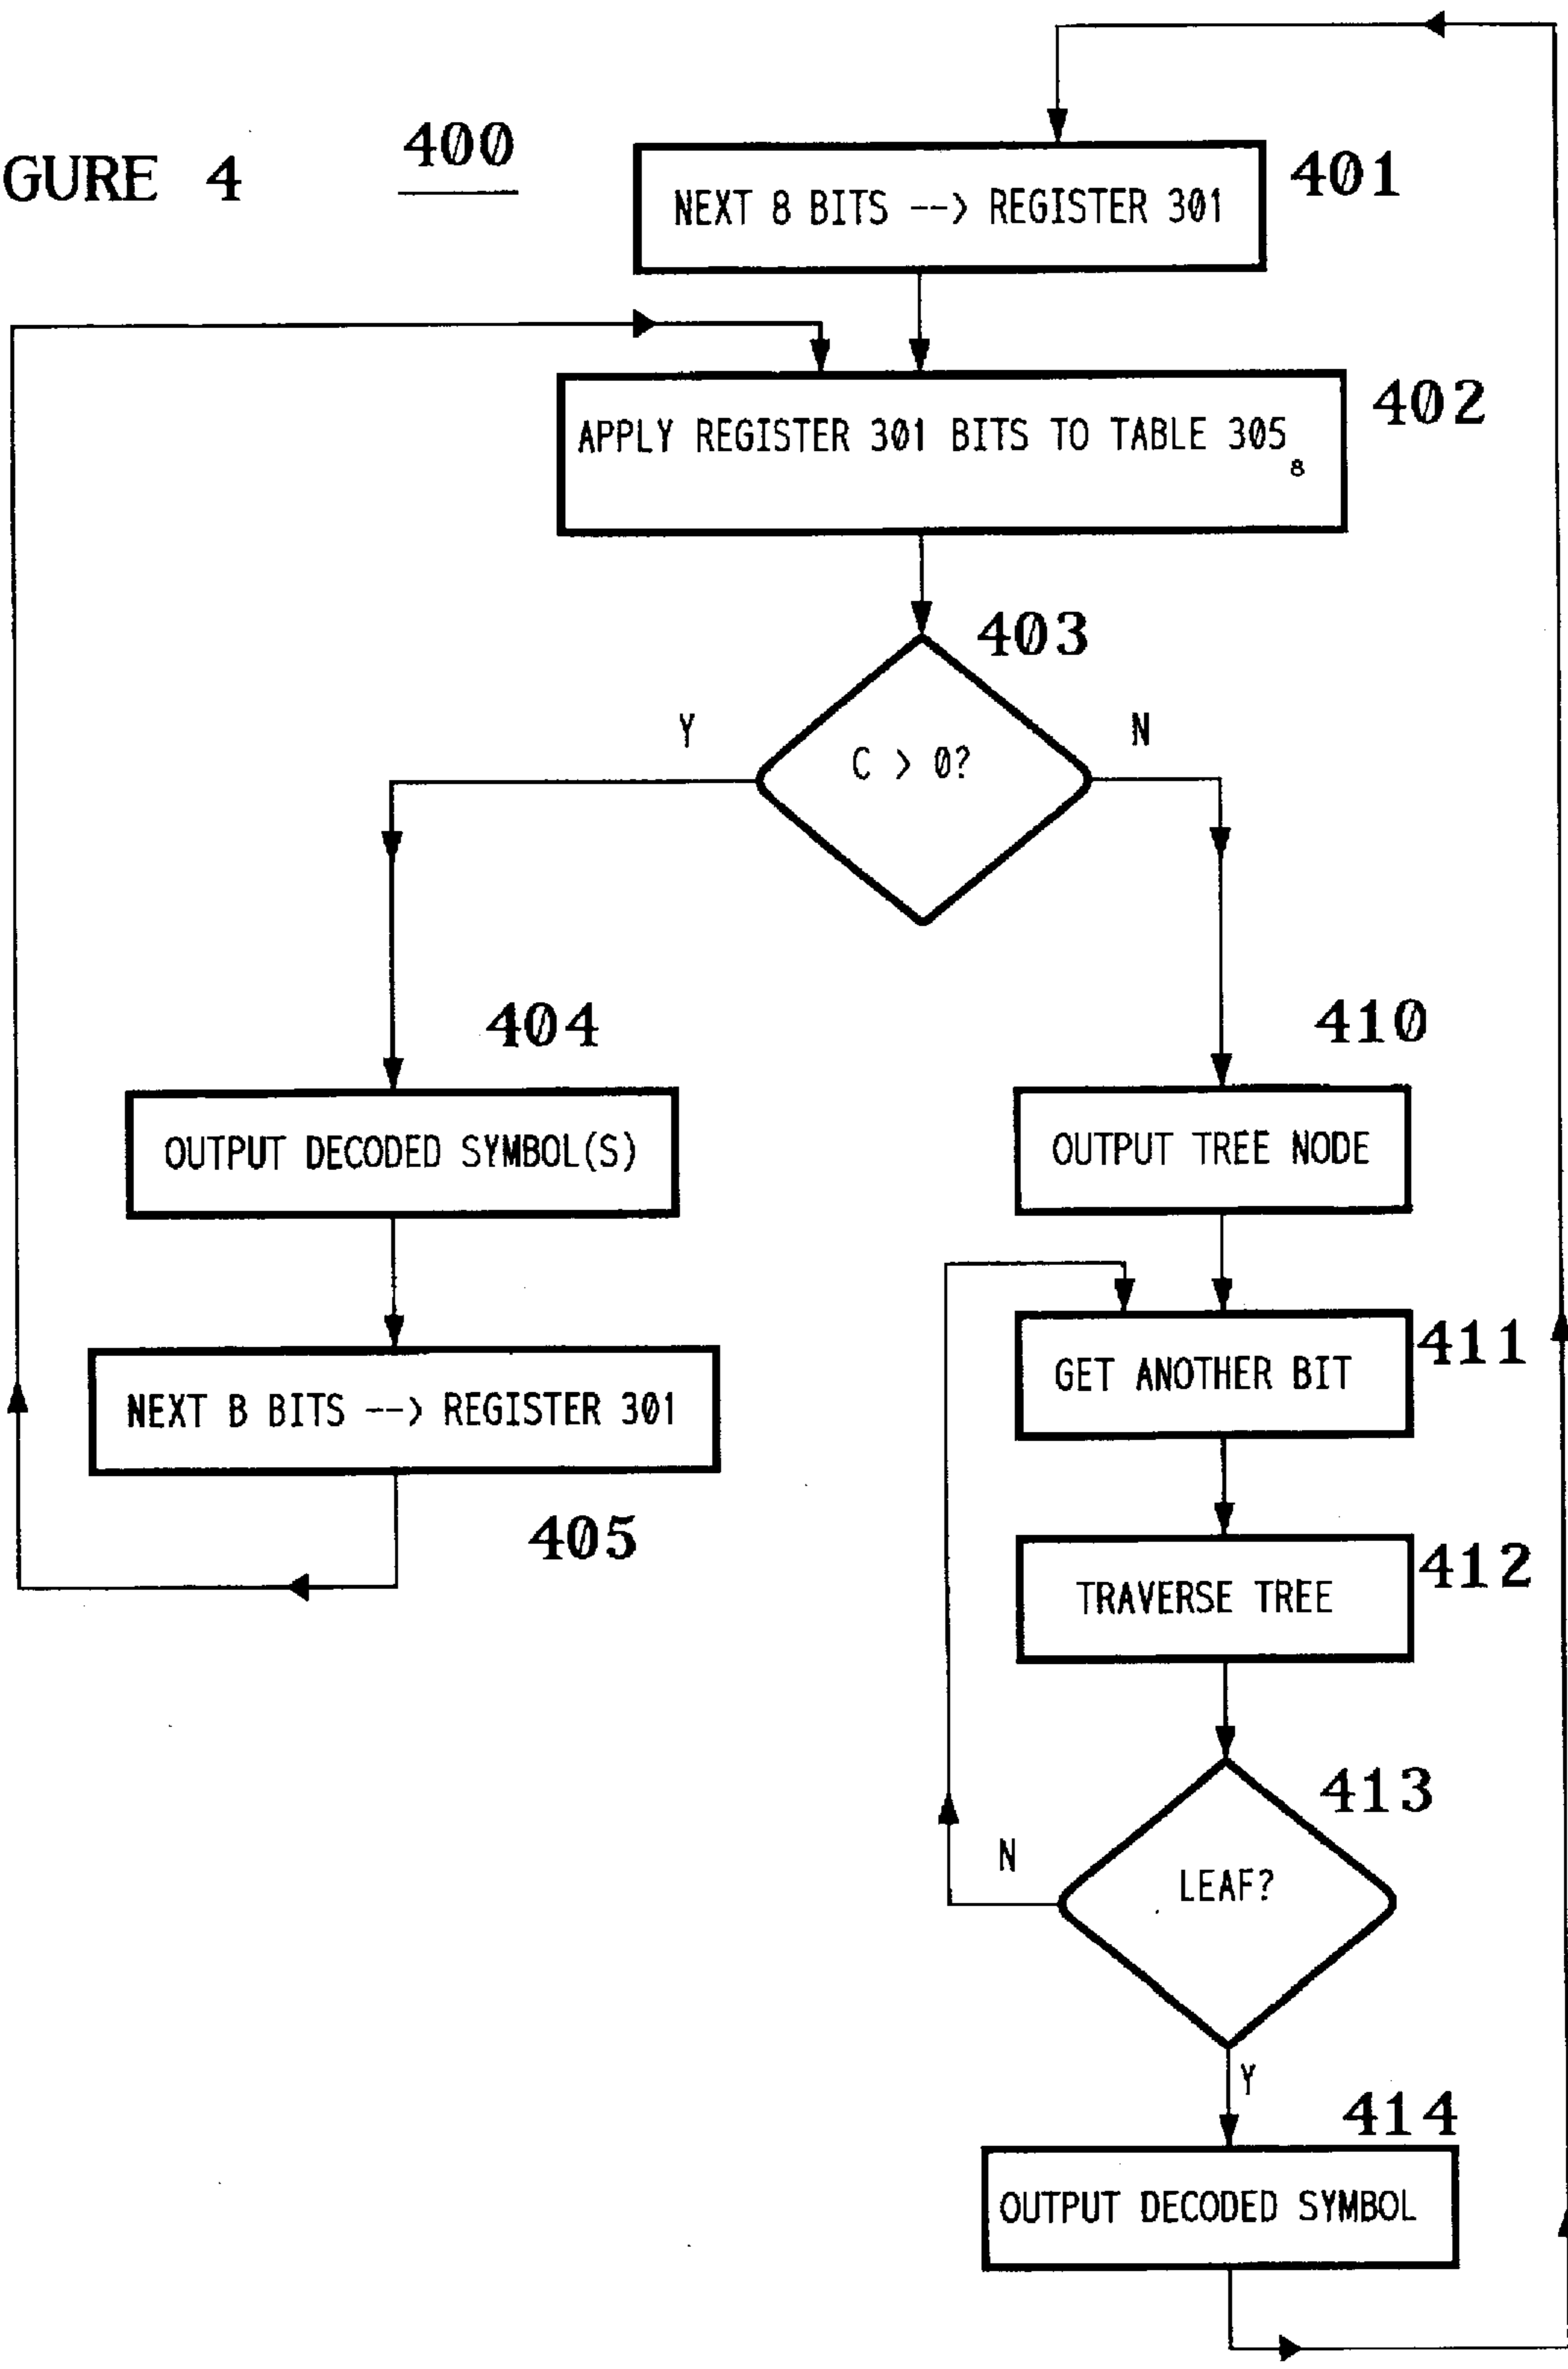 GURE 4
400
NEXT 8 BITS --> REGISTER 301
401
APPLY REGISTER 301 BITS TO TABLE 305
8
402
403
Y
C > 0?
N
404
410
OUTPUT DECODED SYMBOL(S)
OUTPUT TREE NODE
NEXT B BITS --> REGISTER 301
405
GET ANOTHER BIT
411
TRAVERSE TREE
412
413
N
LEAF?
Y
414
OUTPUT DECODED SYMBOL